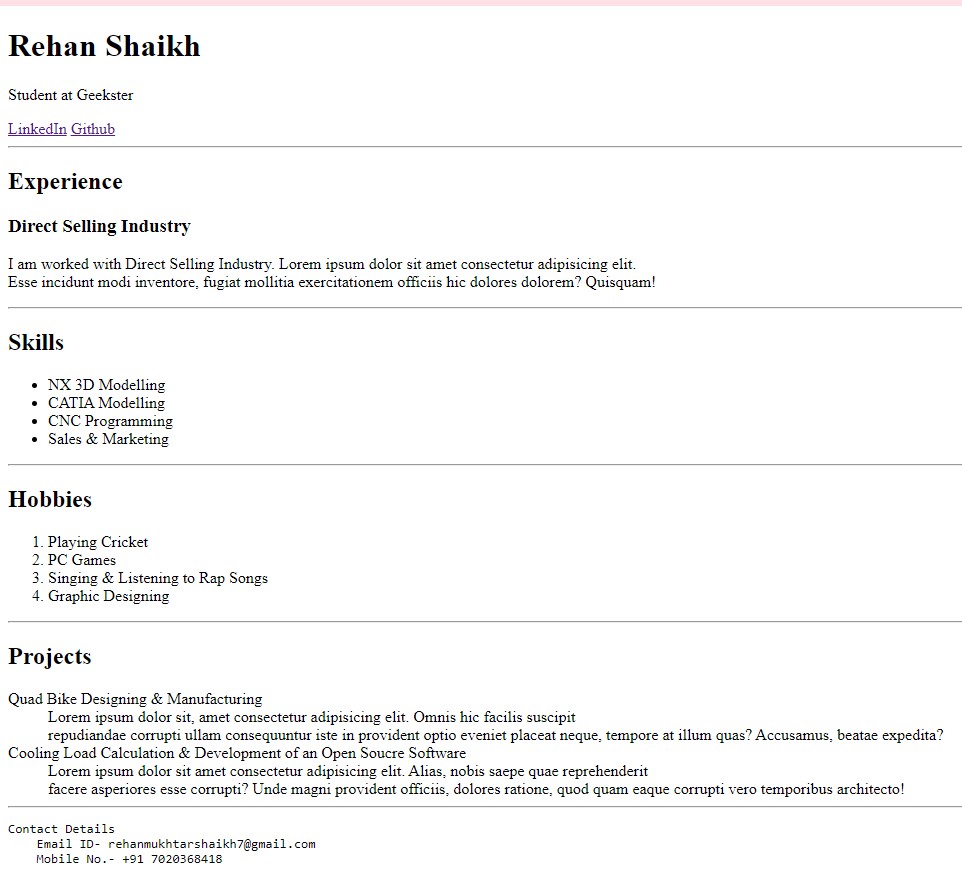 Rehan Shaikh
Student at Geekster
LinkedIn Github
Experience
Direct Selling Industry
I am worked with Direct Selling Industry. Lorem ipsum dolor sit amet consectetur adipisicing elit.
Esse incidunt modi inventore, fugiat mollitia exercitationem officiis hic dolores dolorem? Quisquam!
Skills
• NX 3D Modelling
• CATIA Modelling
• CNC Programming
• Sales & Marketing
Hobbies
1. Playing Cricket
2. PC Games
3. Singing & Listening to Rap Songs
4. Graphic Designing
Projects
Quad Bike Designing & Manufacturing
Lorem ipsum dolor sit, amet consectetur adipisicing elit. Omnis hic facilis suscipit
repudiandae corrupti ullam consequuntur iste in provident optio eveniet placeat neque, tempore at illum quas? Accusamus, beatae expedita?
Cooling Load Calculation & Development of an Open Soucre Software
Lorem ipsum dolor sit amet consectetur adipisicing elit. Alias, nobis saepe quae reprehenderit
facere asperiores esse corrupti? Unde magni provident officiis, dolores ratione, quod quam eaque corrupti vero temporibus architecto!
Contact Details
Email ID- rehanmukhtarshaikh7@gmail.com
Mobile No.- +91 7020368418